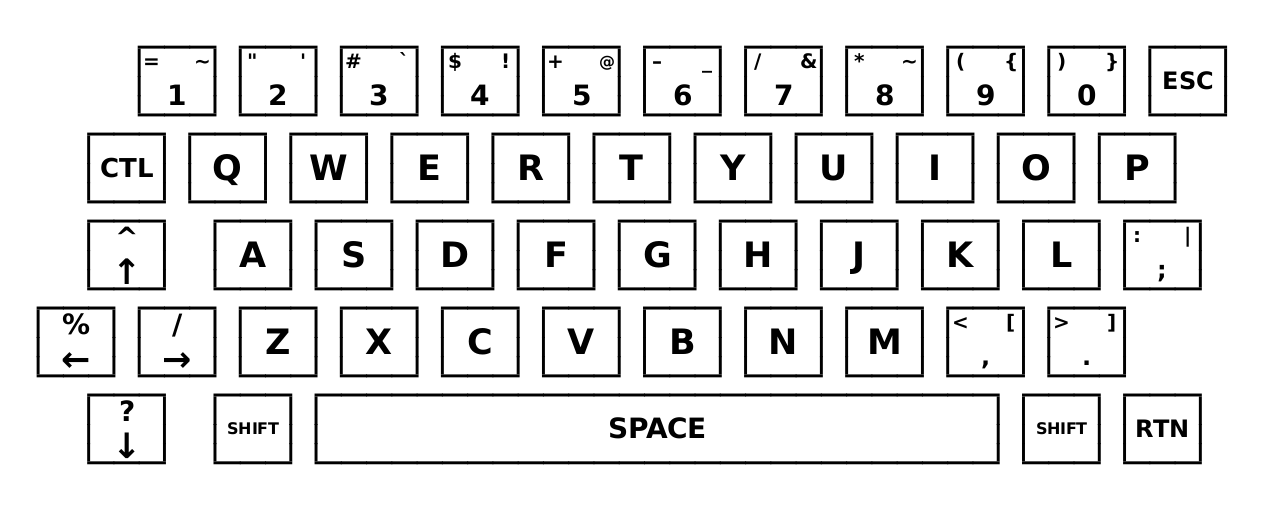 = ~ " ' # ` $ ! + @ - _ / & * ~ ( { ) }
1 2 3 4 5 6 7 8 9 0 ESC
CTL Q W E R T Y U I O P
^ : |
↑ A S D F G H J K L ;
% / < [ > ]
← → Z X C V B N M , .
?
↓ SHIFT SPACE SHIFT RTN